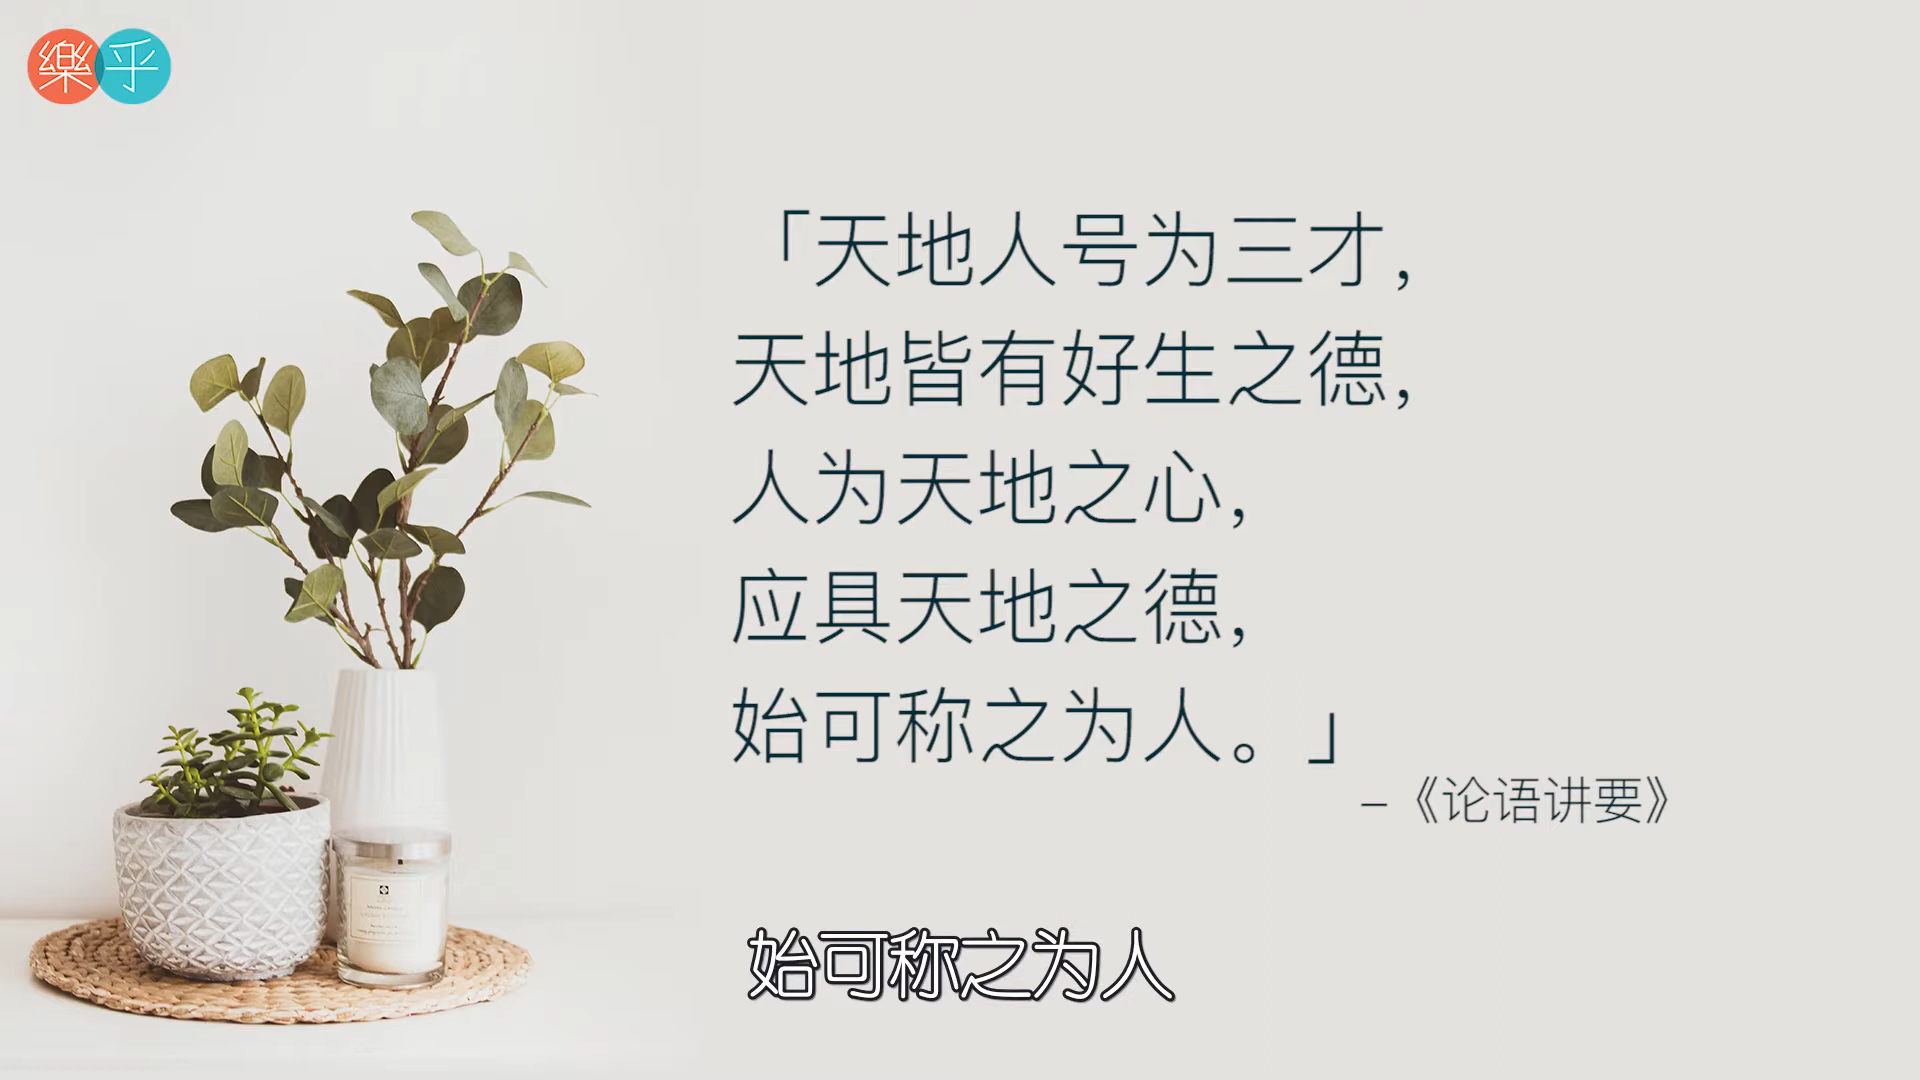 樂乎
「天地人号为三才，
天地皆有好生之德，
人为天地之心，
应具天地之德，
始可称之为人。」
–《论语讲要》
始可称之为人